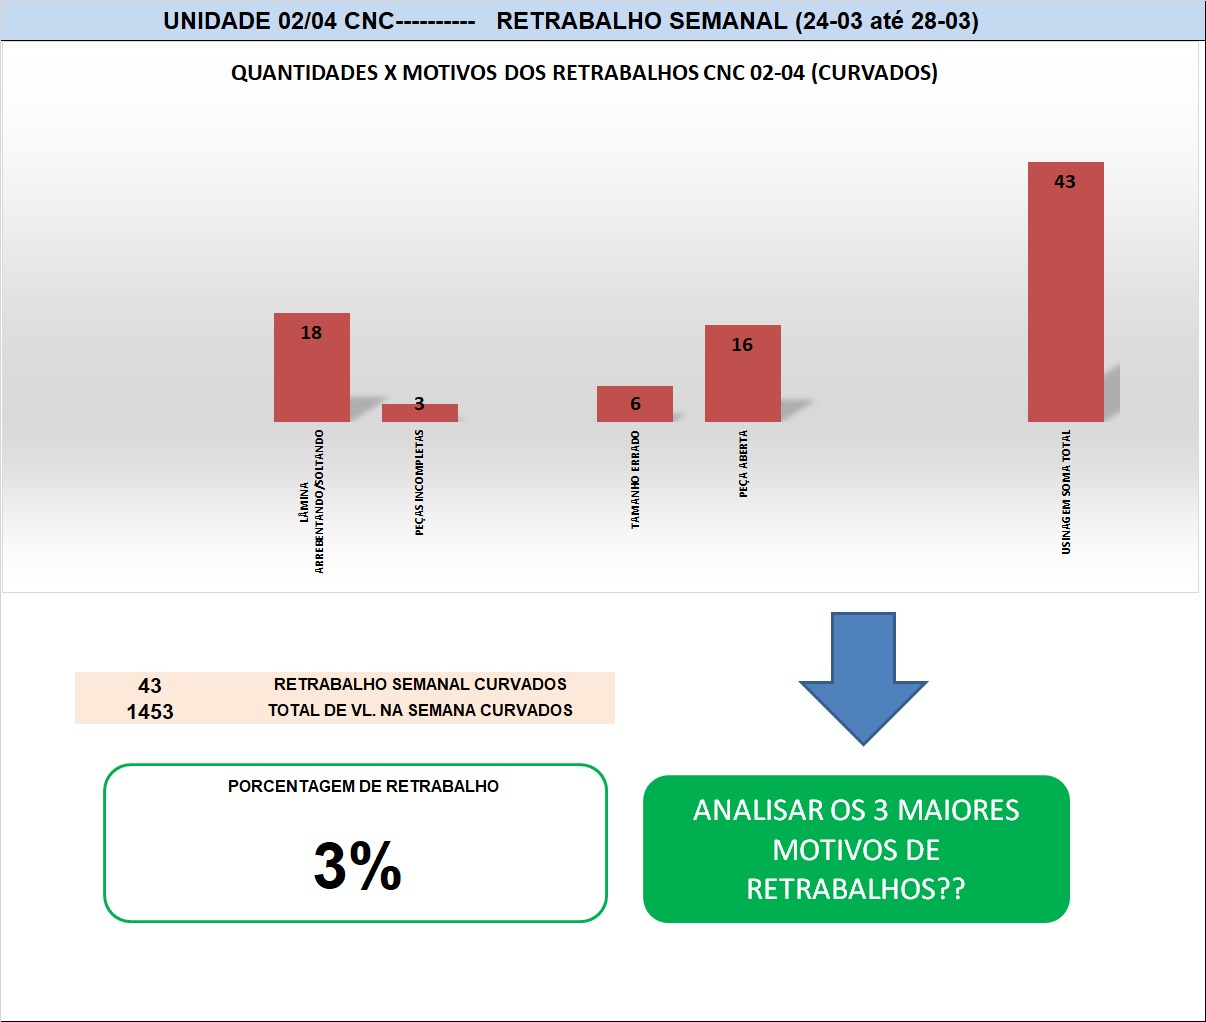 UNIDADE 02/04 CNC---------- RETRABALHO SEMANAL (24-03 até 28-03)
QUANTIDADES X MOTIVOS DOS RETRABALHOS CNC 02-04 (CURVADOS)
43
18
16
3
6
LÂMINA
ARREBENTANDO/SOLTANDO
PEÇAS INCOMPLETAS
TAMANHO ERRADO
PEÇA ABERTA
USINAGEM SOMA TOTAL
43 RETRABALHO SEMANAL CURVADOS
1453 TOTAL DE VL. NA SEMANA CURVADOS
PORCENTAGEM DE RETRABALHO
3%
ANALISAR OS 3 MAIORES
MOTIVOS DE
RETRABALHOS??